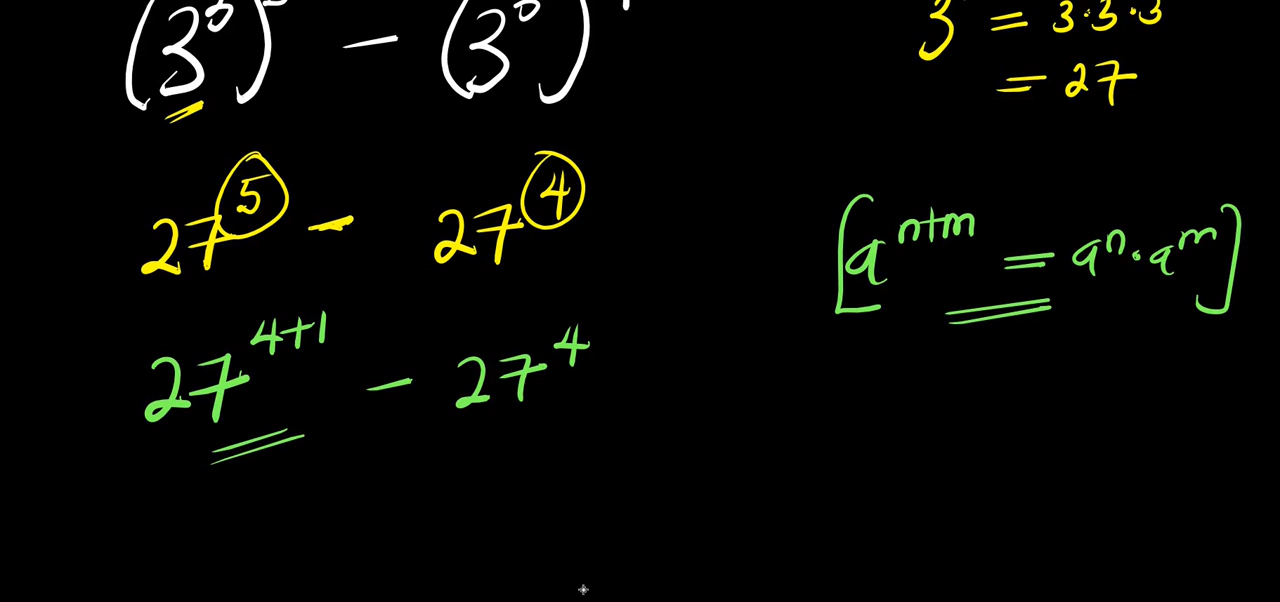 (3³)⁵ − (3³)⁴
3³ = 3·3·3
= 27
27⁵ − 27⁴
[aⁿ⁺ᵐ = aⁿ·aᵐ]
27⁴⁺¹ − 27⁴